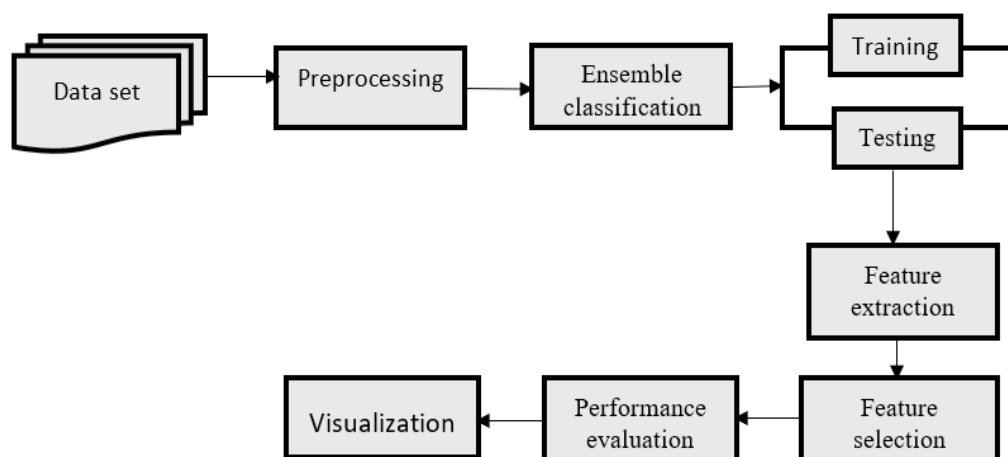 Data set
Preprocessing
Ensemble
classification
Training
Testing
Feature
extraction
Feature
selection
Performance
evaluation
Visualization